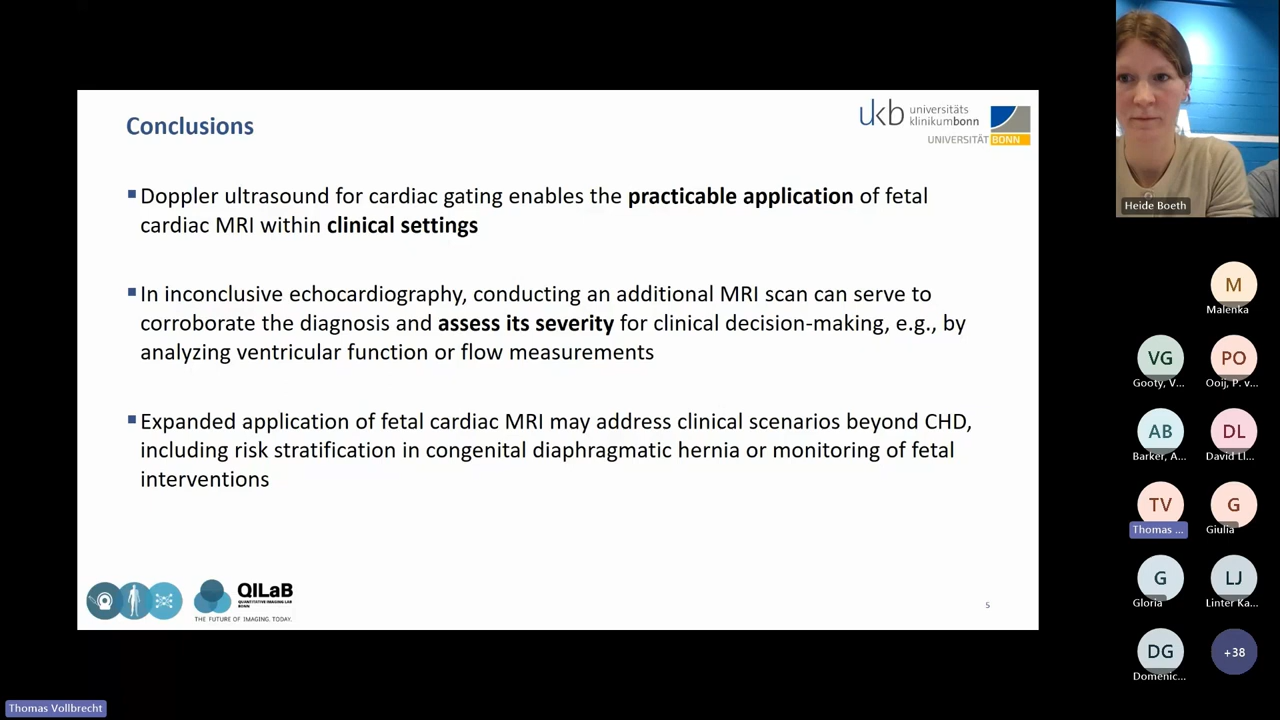 Conclusions
ukb universitäts
klinikumbonn
UNIVERSITÄT BONN
Doppler ultrasound for cardiac gating enables the practicable application of fetal
cardiac MRI within clinical settings
In inconclusive echocardiography, conducting an additional MRI scan can serve to
corroborate the diagnosis and assess its severity for clinical decision-making, e.g., by
analyzing ventricular function or flow measurements
Expanded application of fetal cardiac MRI may address clinical scenarios beyond CHD,
including risk stratification in congenital diaphragmatic hernia or monitoring of fetal
interventions
QILaB
QUANTITATIVE IMAGING LAB
BONN
THE FUTURE OF IMAGING. TODAY.
5
Heide Boeth
M
Malenka
VG
Gooty, V...
PO
Ooij, P. v...
AB
Barker, A...
DL
David Ll...
TV
Thomas ...
G
Giulia
G
Gloria
LJ
Linter Ka...
DG
Domenic...
+38
Thomas Vollbrecht